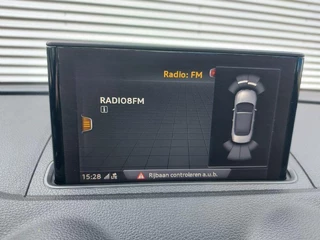 Radio: FM
RADIO8FM
i
15:28
Rijbaan controleren a.u.b.